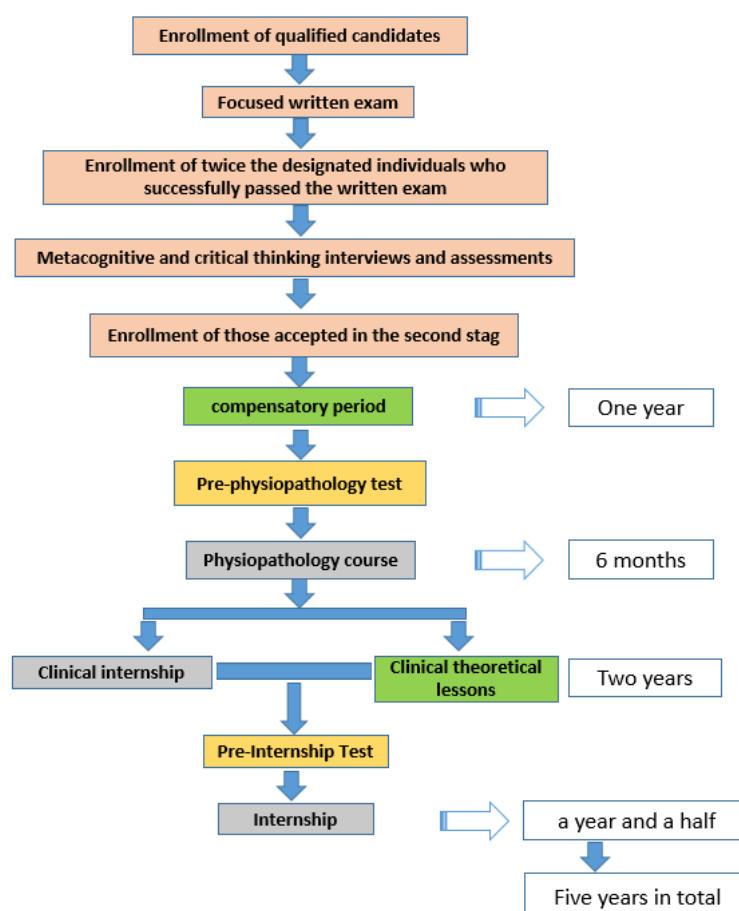 Enrollment of qualified candidates
Focused written exam
Enrollment of twice the designated individuals who
successfully passed the written exam
Metacognitive and critical thinking interviews and assessments
Enrollment of those accepted in the second stag
compensatory period
One year
Pre-physiopathology test
Physiopathology course
6 months
Clinical internship
Clinical theoretical
lessons
Two years
Pre-Internship Test
Internship
a year and a half
Five years in total